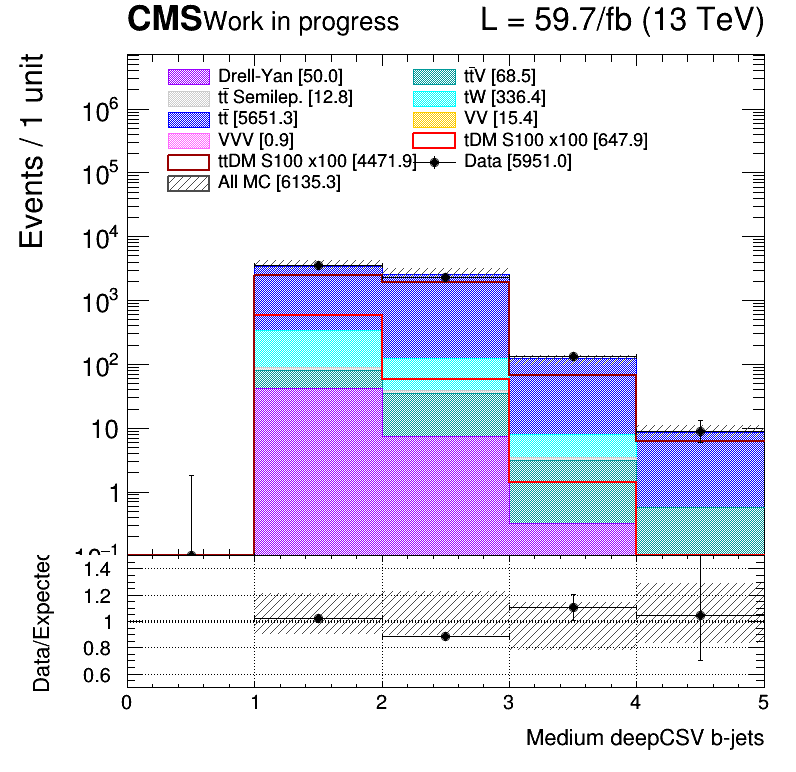 CMS Work in progress L = 59.7/fb (13 TeV)
Events / 1 unit
Drell-Yan [50.0] tt̄V [68.5]
tt̄ Semilep. [12.8] tW [336.4]
tt̄ [5651.3] VV [15.4]
VVV [0.9] tDM S100 x100 [647.9]
ttDM S100 x100 [4471.9] Data [5951.0]
All MC [6135.3]
10⁶
10⁵
10⁴
10³
10²
10
1
10⁻¹
Data/Expected
1.4
1.2
1
0.8
0.6
0 1 2 3 4 5
Medium deepCSV b-jets